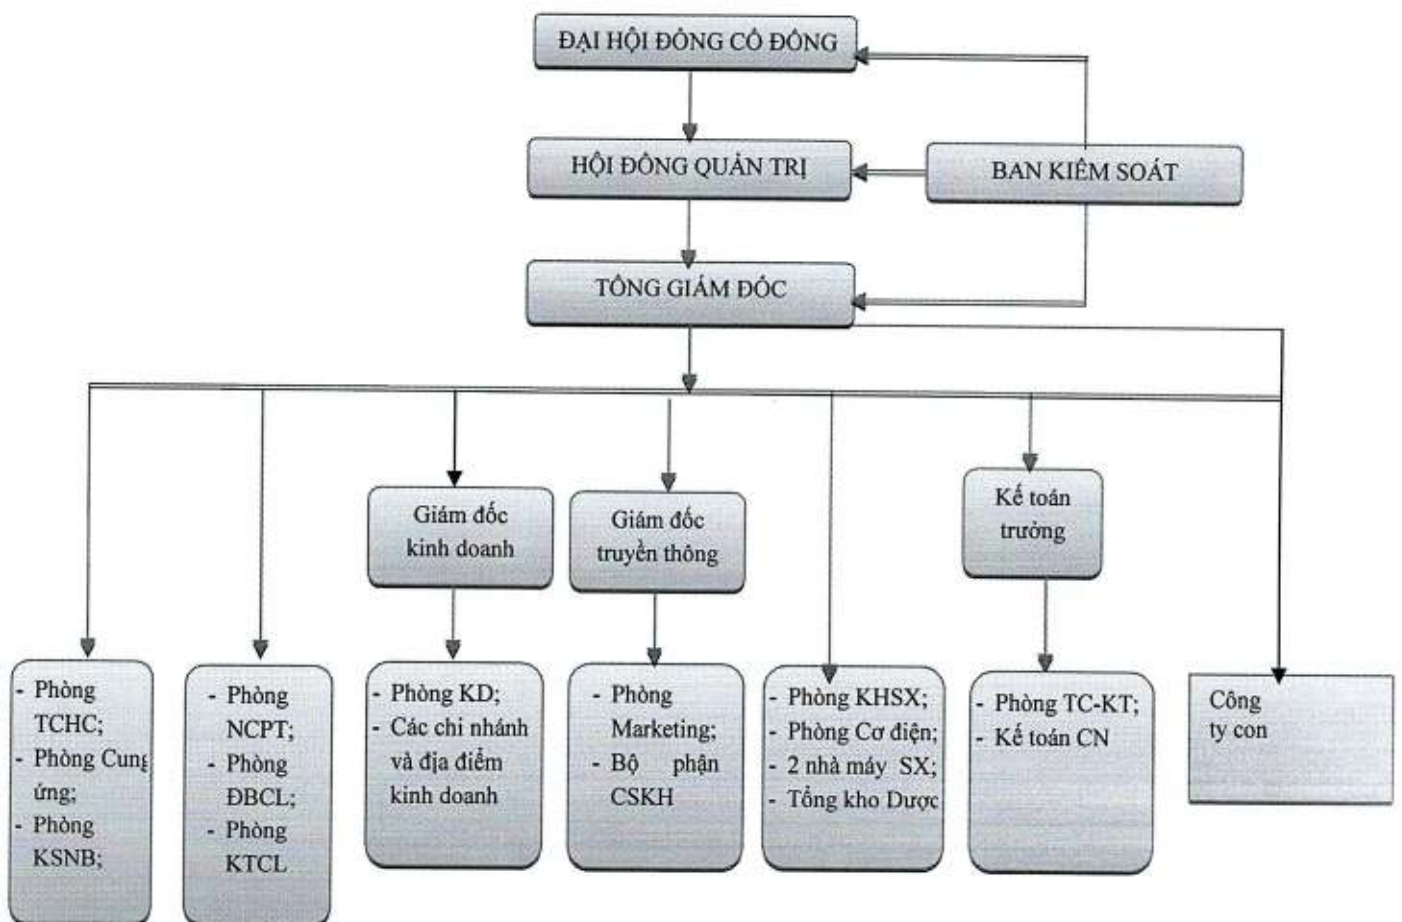 ĐẠI HỘI ĐỒNG CỔ ĐÔNG
HỘI ĐỒNG QUẢN TRỊ
BAN KIỂM SOÁT
TỔNG GIÁM ĐỐC
Giám đốc
kinh doanh
Giám đốc
truyền thông
Kế toán
trưởng
- Phòng
TCHC;
- Phòng Cung
ứng;
- Phòng
KSNB;
- Phòng
NCPT;
- Phòng
ĐBCL;
- Phòng
KTCL
- Phòng KD;
- Các chi nhánh
và địa điểm
kinh doanh
- Phòng
Marketing;
- Bộ phận
CSKH
- Phòng KHSX;
- Phòng Cơ điện;
- 2 nhà máy SX;
- Tổng kho Dược
- Phòng TC-KT;
- Kế toán CN
Công
ty con